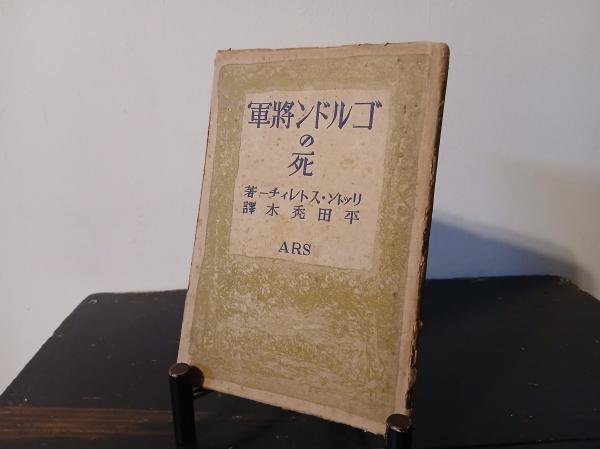 ゴルドン將軍
の
死
リットン・ストレィチー著
平田禿木譯
ARS